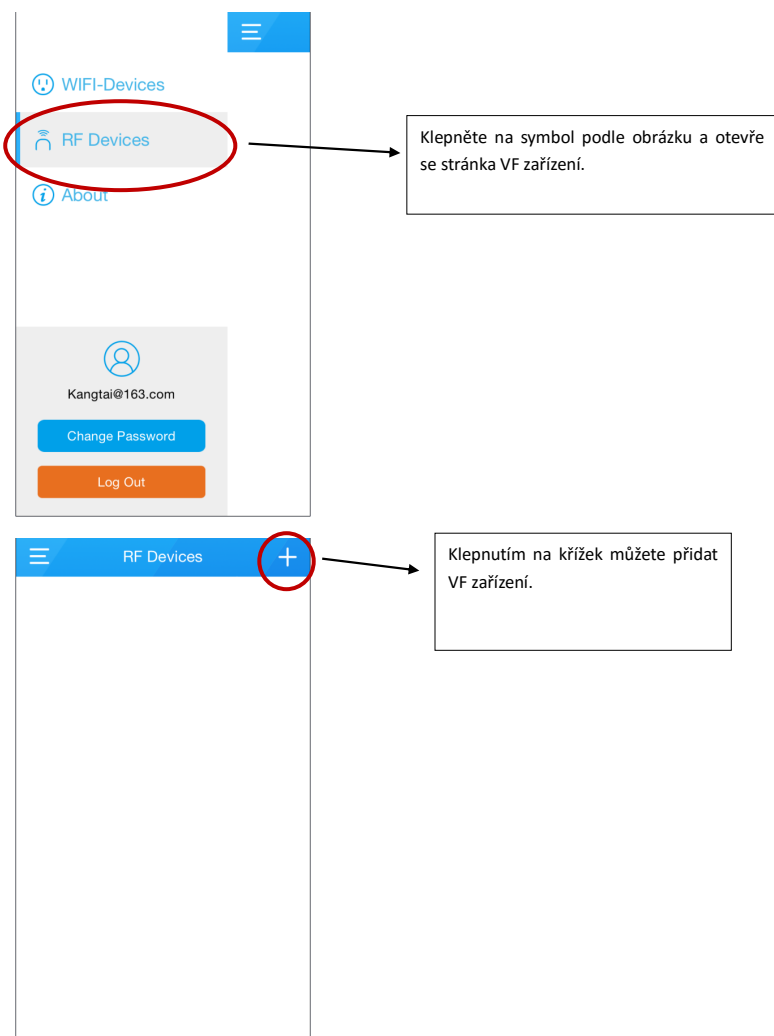 WIFI-Devices
RF Devices
About
Klepněte na symbol podle obrázku a otevře
se stránka VF zařízení.
Kangtai@163.com
Change Password
Log Out
RF Devices
Klepnutím na křížek můžete přidat
VF zařízení.